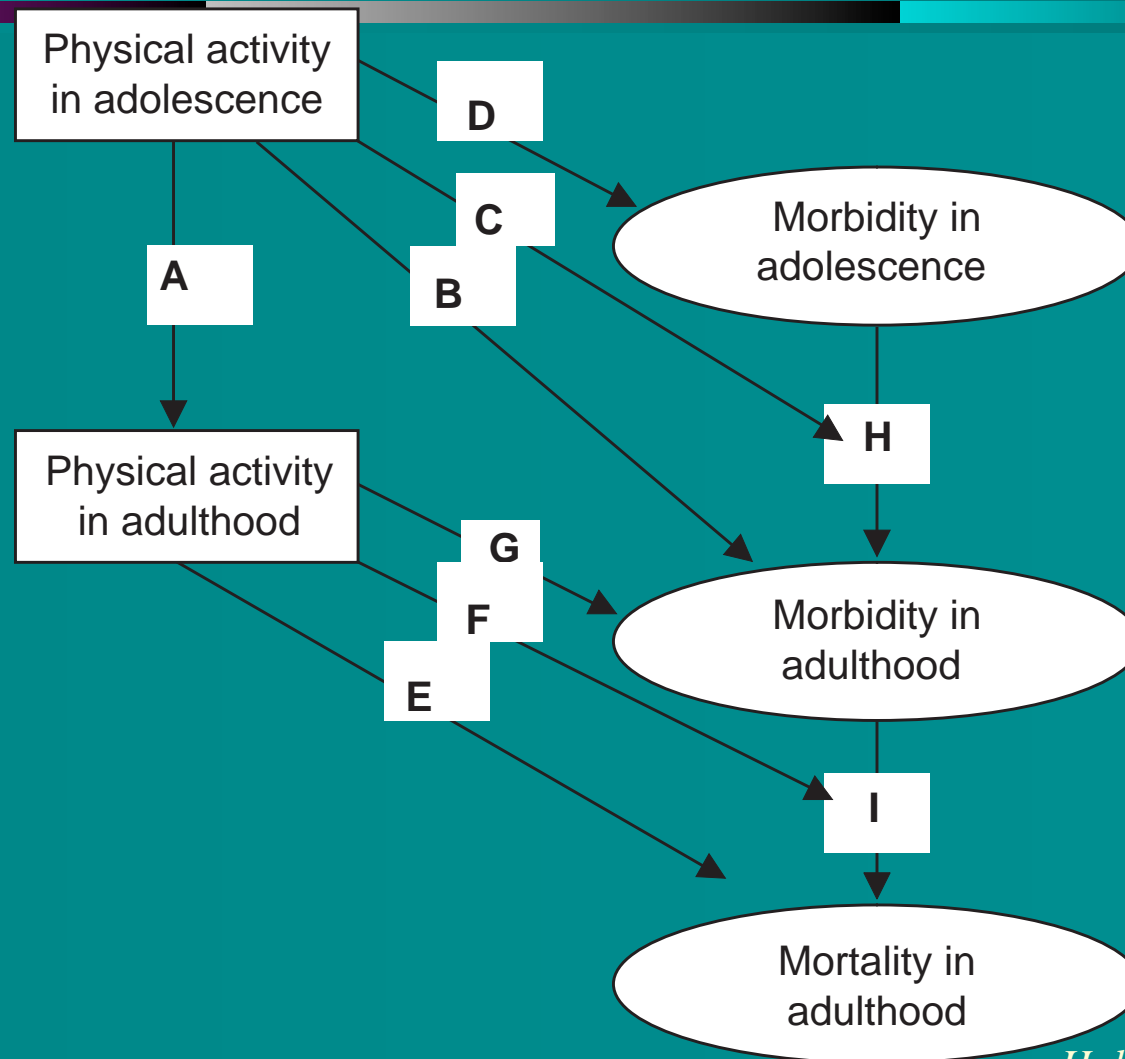 Physical activity
in adolescence
D
C
B
A
Morbidity in
adolescence
H
Physical activity
in adulthood
G
F
E
Morbidity in
adulthood
I
Mortality in
adulthood